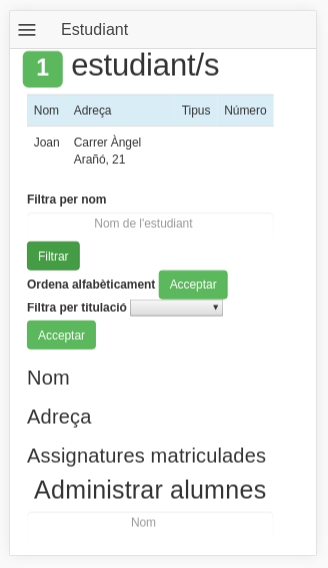 Estudiant
1 estudiant/s
Nom Adreça Tipus Número
Joan Carrer Àngel
Arañó, 21
Filtra per nom
Nom de l'estudiant
Filtrar
Ordena alfabèticament Acceptar
Filtra per titulació
Acceptar
Nom
Adreça
Assignatures matriculades
Administrar alumnes
Nom